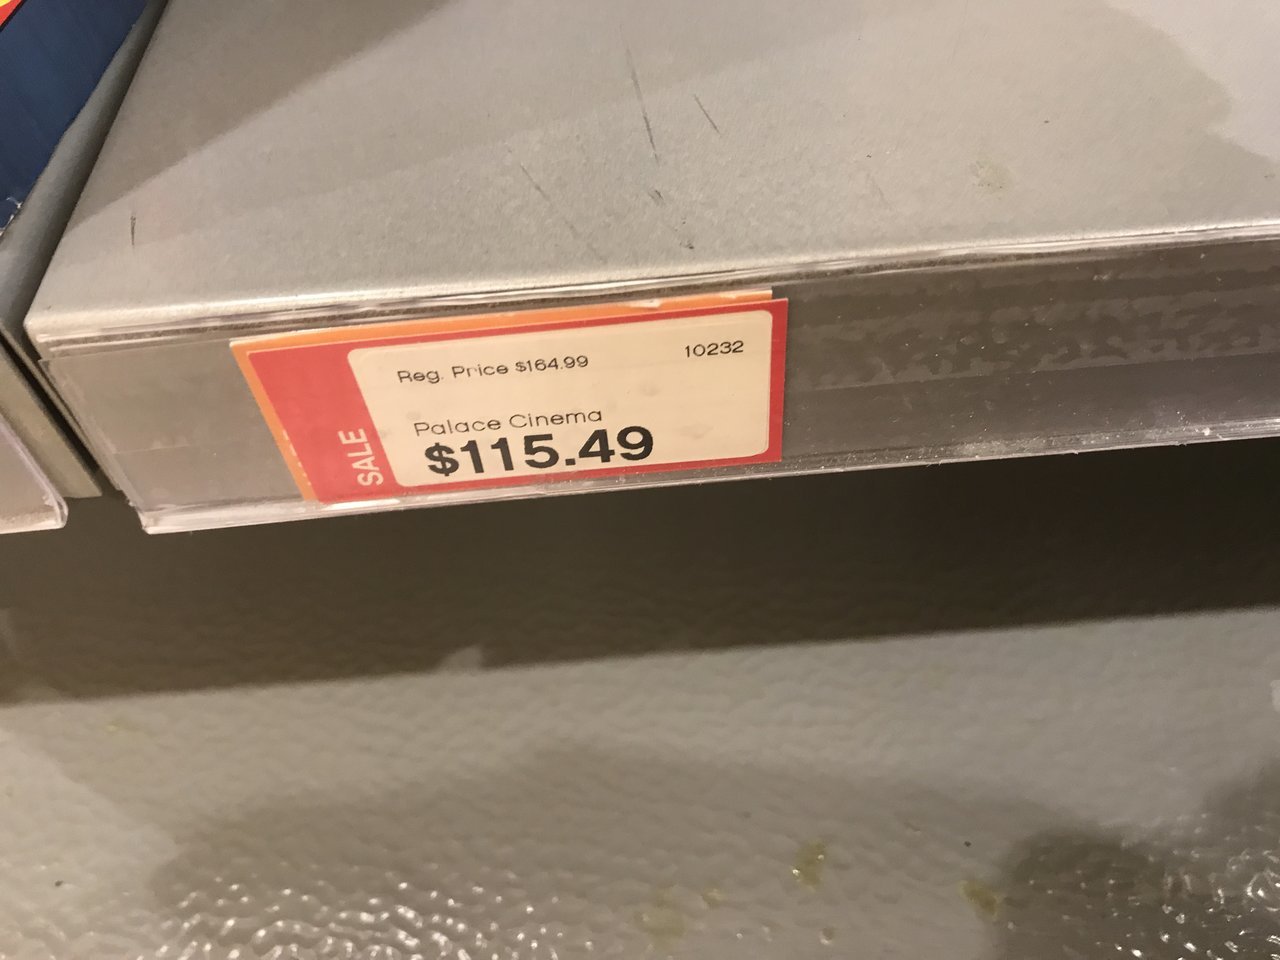 Reg. Price $164.99 10232
Palace Cinema
$115.49
SALE